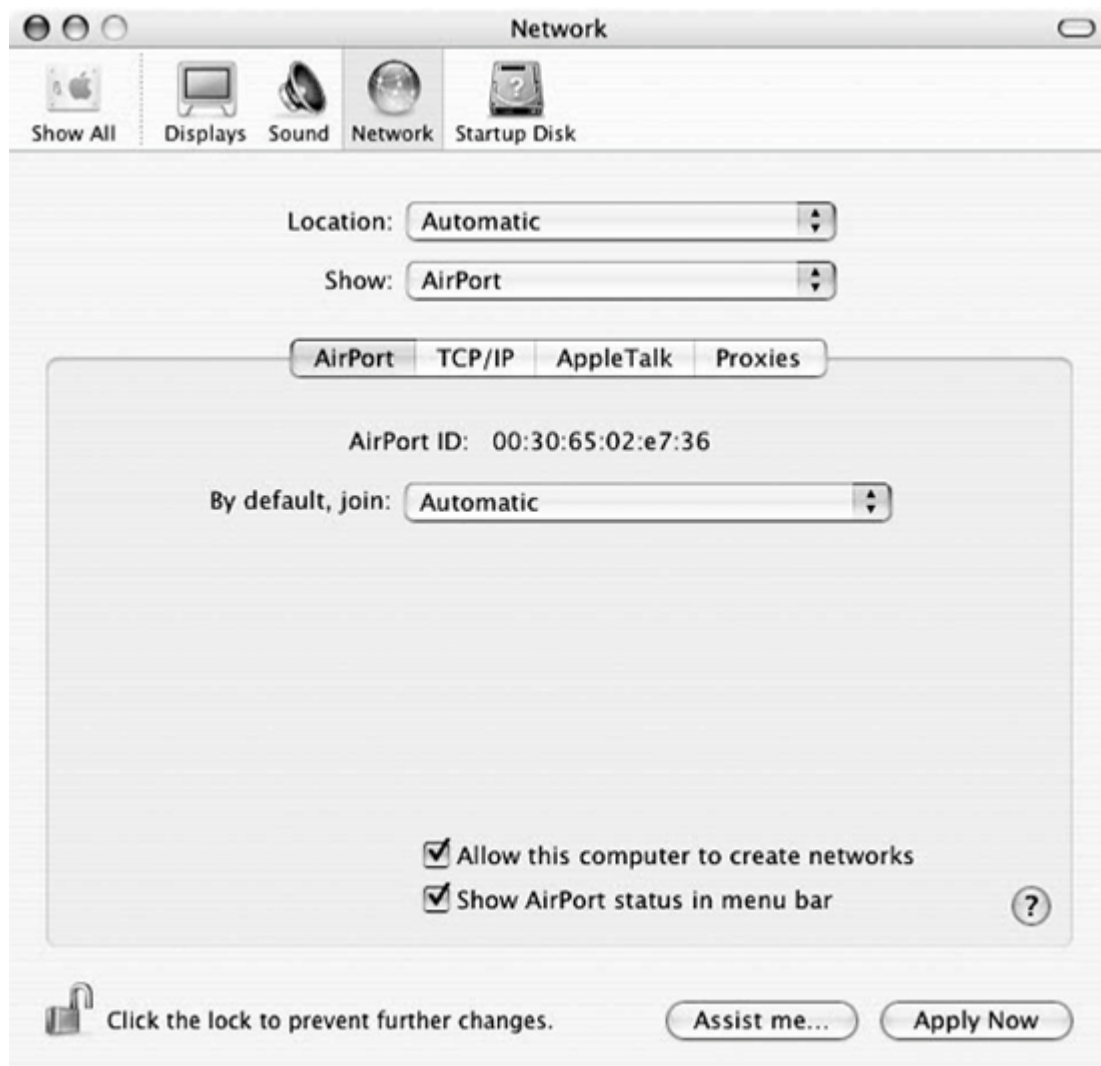 Network
Show All Displays Sound Network Startup Disk
Location: Automatic
Show: AirPort
AirPort TCP/IP AppleTalk Proxies
AirPort ID: 00:30:65:02:e7:36
By default, join: Automatic
Allow this computer to create networks
Show AirPort status in menu bar
?
Click the lock to prevent further changes. Assist me... Apply Now